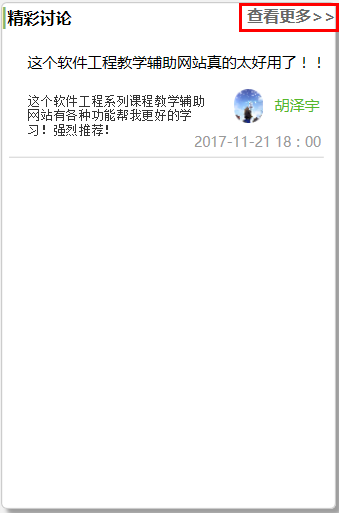 精彩讨论 查看更多>>
这个软件工程教学辅助网站真的太好用了！！
这个软件工程系列课程教学辅助
网站有各种功能帮我更好的学
习！强烈推荐！
胡泽宇
2017-11-21 18：00